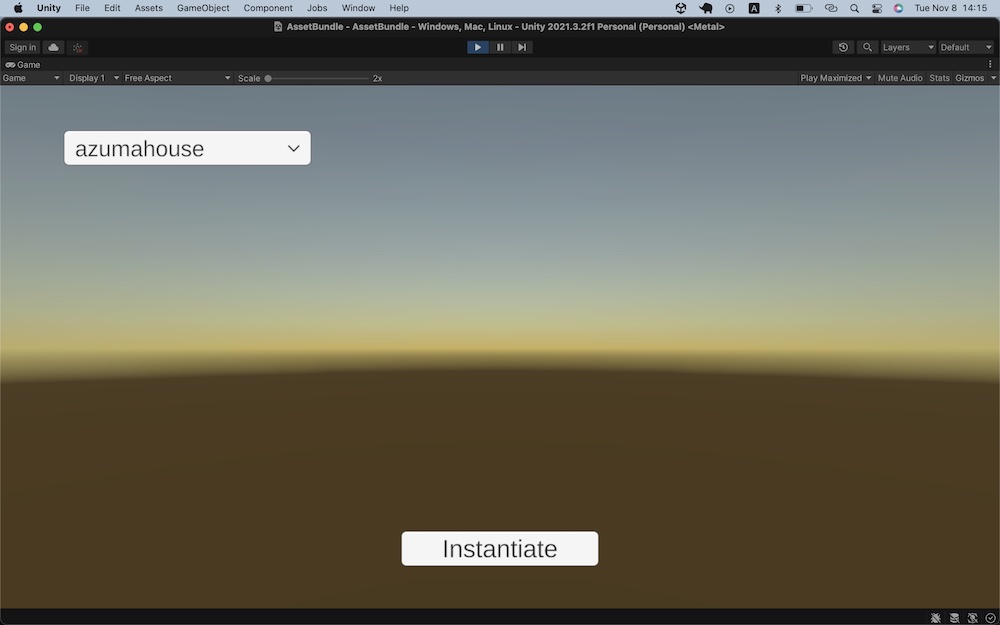 Unity File Edit Assets GameObject Component Jobs Window Help A Tue Nov 8 14:15
AssetBundle - AssetBundle - Windows, Mac, Linux - Unity 2021.3.2f1 Personal (Personal) <Metal>
Sign in Layers Default
Game
Game Display 1 Free Aspect Scale 2x Play Maximized Mute Audio Stats Gizmos
azumahouse
Instantiate